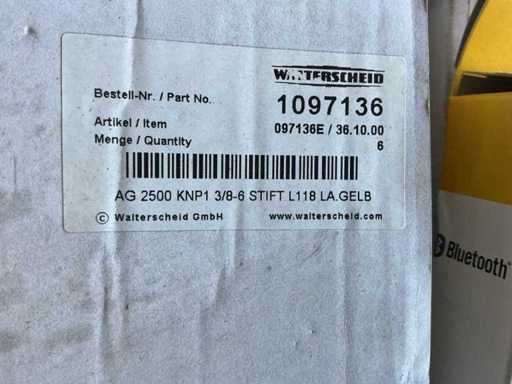 WALTERSCHEID
Bestell-Nr. / Part No.. 1097136
Artikel / Item 097136E / 36.10.00
Menge / Quantity 6
AG 2500 KNP1 3/8-6 STIFT L118 LA.GELB
© Walterscheid GmbH www.walterscheid.com
Bluetooth®